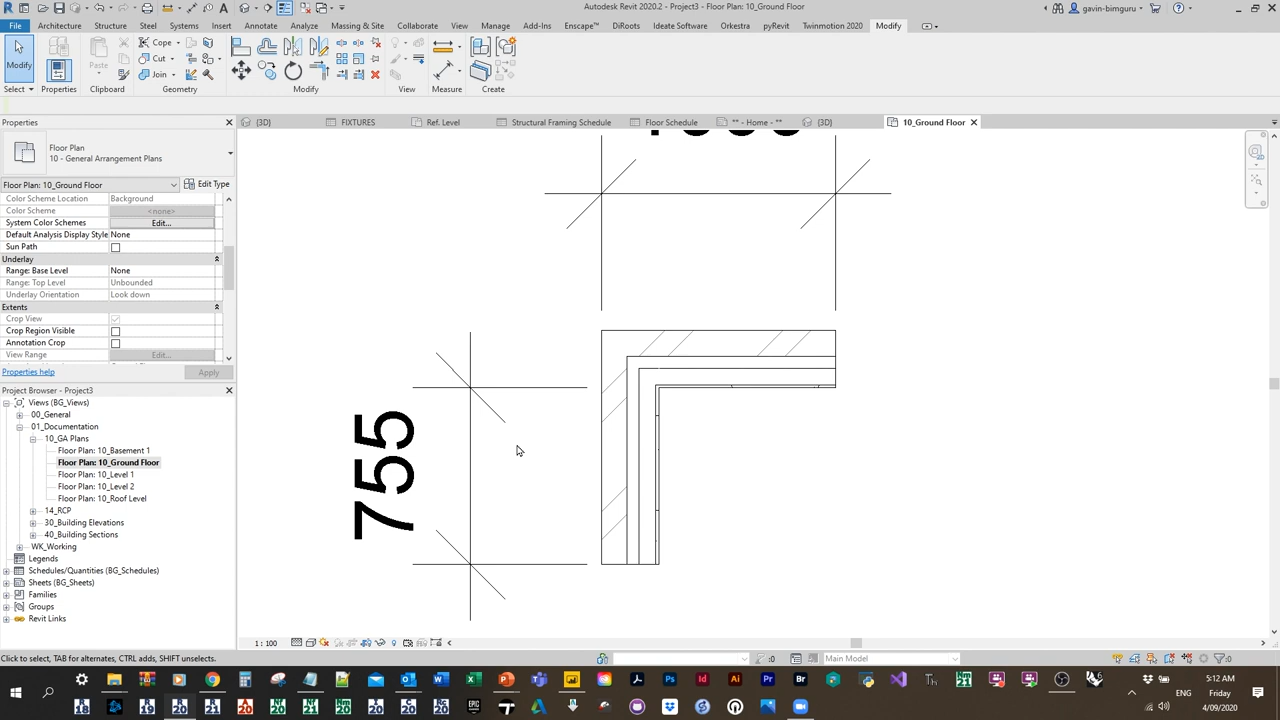 Autodesk Revit 2020.2 - Project3 - Floor Plan: 10_Ground Floor
gavin-bimguru
File Architecture Structure Steel Systems Insert Annotate Analyze Massing & Site Collaborate View Manage Add-Ins Enscape™ DiRoots Ideate Software Orkestra pyRevit Twinmotion 2020 Modify
Modify Properties Paste Cope Cut Join
Select Properties Clipboard Geometry Modify View Measure Create
Properties
{3D} FIXTURES Ref. Level Structural Framing Schedule Floor Schedule ** - Home - ** {3D} 10_Ground Floor
Floor Plan
10 - General Arrangement Plans
Floor Plan: 10_Ground Floor Edit Type
Color Scheme Location Background
Color Scheme <none>
System Color Schemes Edit...
Default Analysis Display Style None
Sun Path
Underlay
Range: Base Level None
Range: Top Level Unbounded
Underlay Orientation Look down
Extents
Crop View
Crop Region Visible
Annotation Crop
View Range Edit...
Properties help Apply
Project Browser - Project3
Views (BG_Views)
00_General
01_Documentation
10_GA Plans
Floor Plan: 10_Basement 1
Floor Plan: 10_Ground Floor
Floor Plan: 10_Level 1
Floor Plan: 10_Level 2
Floor Plan: 10_Roof Level
14_RCP
30_Building Elevations
40_Building Sections
WK_Working
Legends
Schedules/Quantities (BG_Schedules)
Sheets (BG_Sheets)
Families
Groups
Revit Links
755
1 : 100
Click to select, TAB for alternates, CTRL adds, SHIFT unselects.
:0 Main Model :0
5:12 AM
ENG Friday
4/09/2020